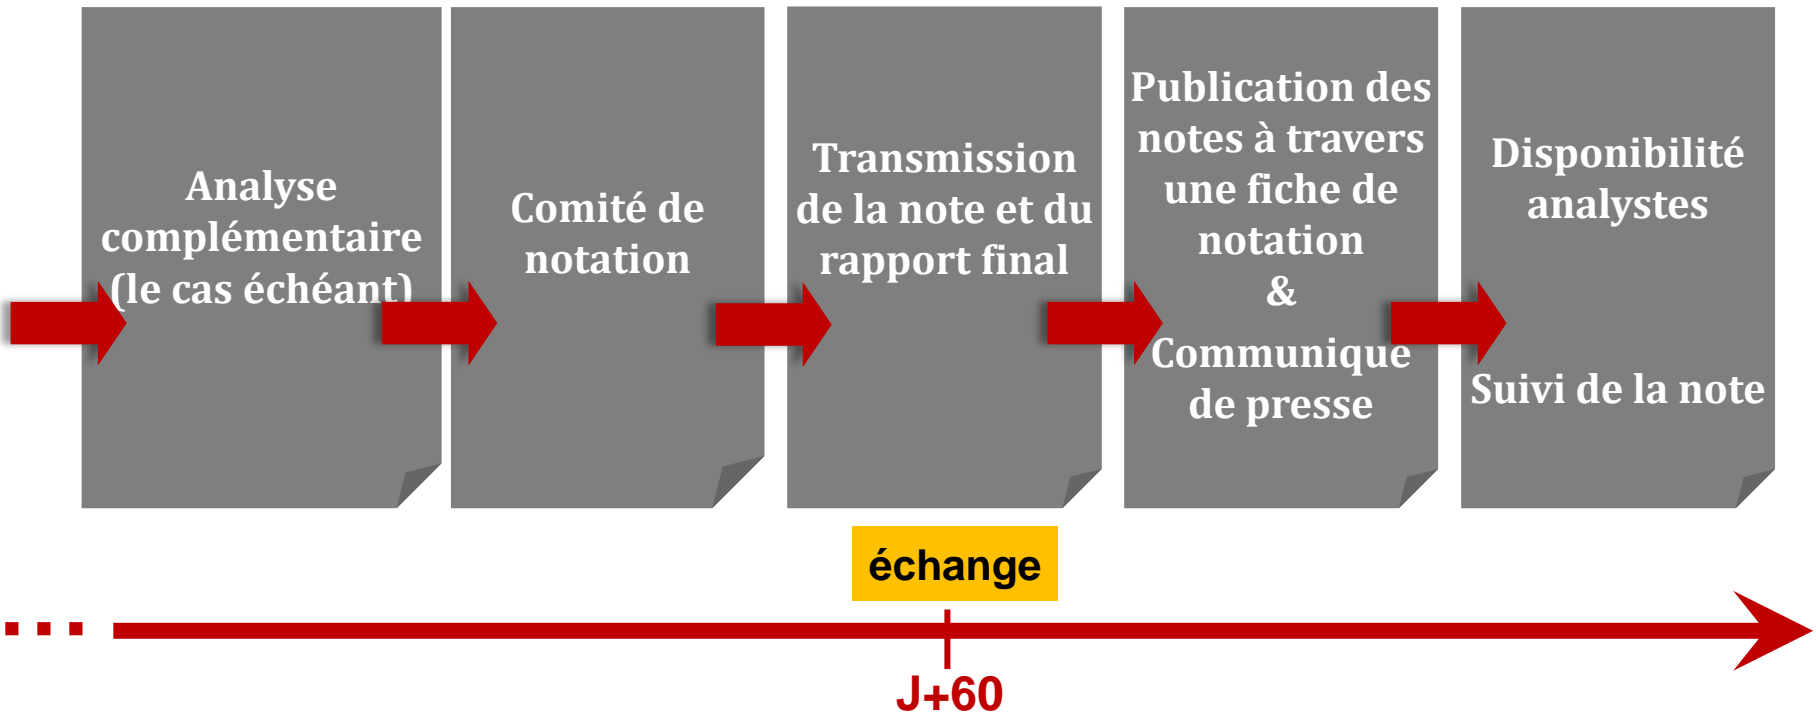 Analyse
complémentaire
(le cas échéant)
Comité de
notation
Transmission
de la note et du
rapport final
Publication des
notes à travers
une fiche de
notation
&
Communique
de presse
Disponibilité
analystes
Suivi de la note
échange
...
J+60